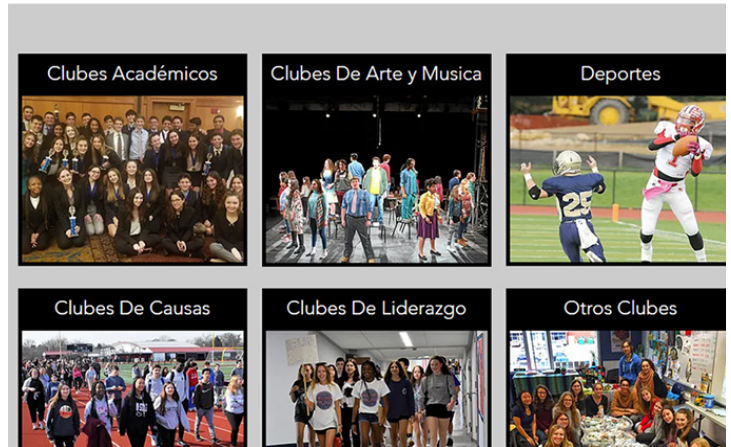 Clubes Académicos
Clubes De Arte y Musica
Deportes
25
Clubes De Causas
Clubes De Liderazgo
Otros Clubes